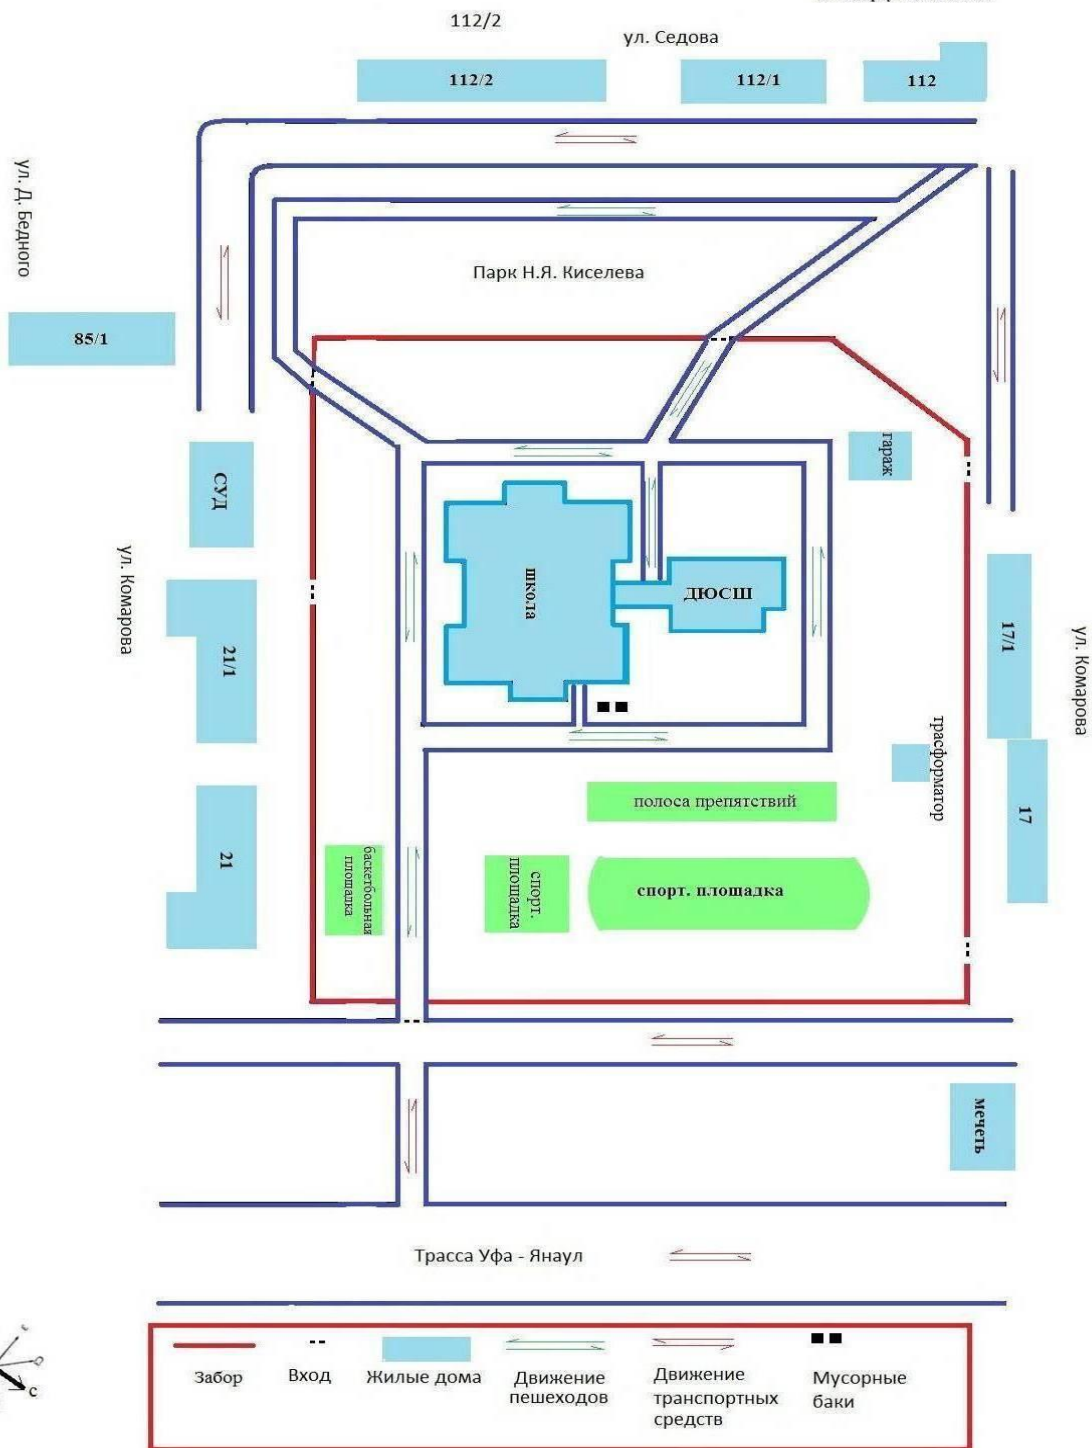 112/2
ул. Седова
112/2
112/1
112
ул. Д. Бедного
Парк Н.Я. Киселева
85/1
гараж
СУД
школа
ДЮСШ
ул. Комарова
21/1
17/1
ул. Комарова
трасформатор
полоса препятствий
17
21
баскетбольная
площадка
спорт.
площадка
спорт. площадка
мечеть
Трасса Уфа - Янаул
Забор
Вход
Жилые дома
Движение
пешеходов
Движение
транспортных
средств
Мусорные
баки
с